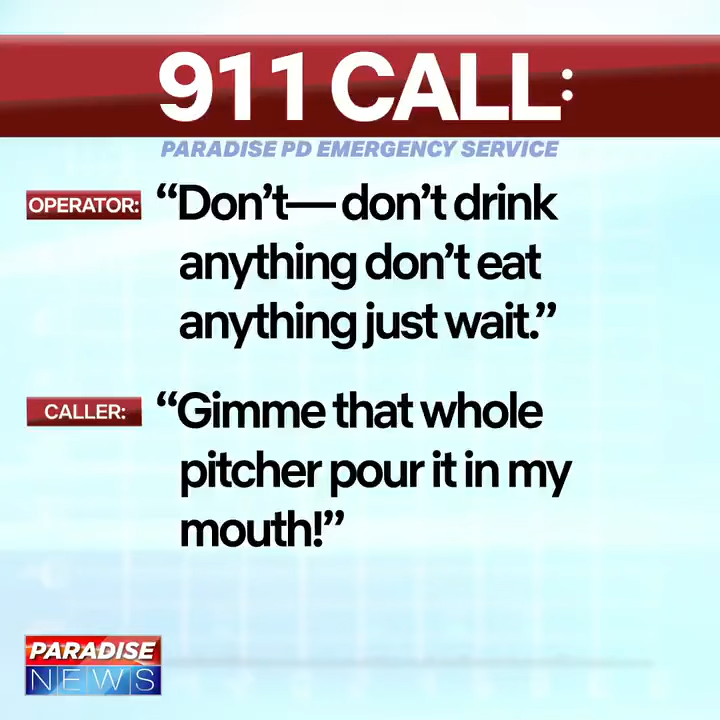 911 CALL:
PARADISE PD EMERGENCY SERVICE
OPERATOR: “Don’t—don’t drink
anything don’t eat
anything just wait.”
CALLER: “Gimme that whole
pitcher pour it in my
mouth!”
PARADISE
NEWS